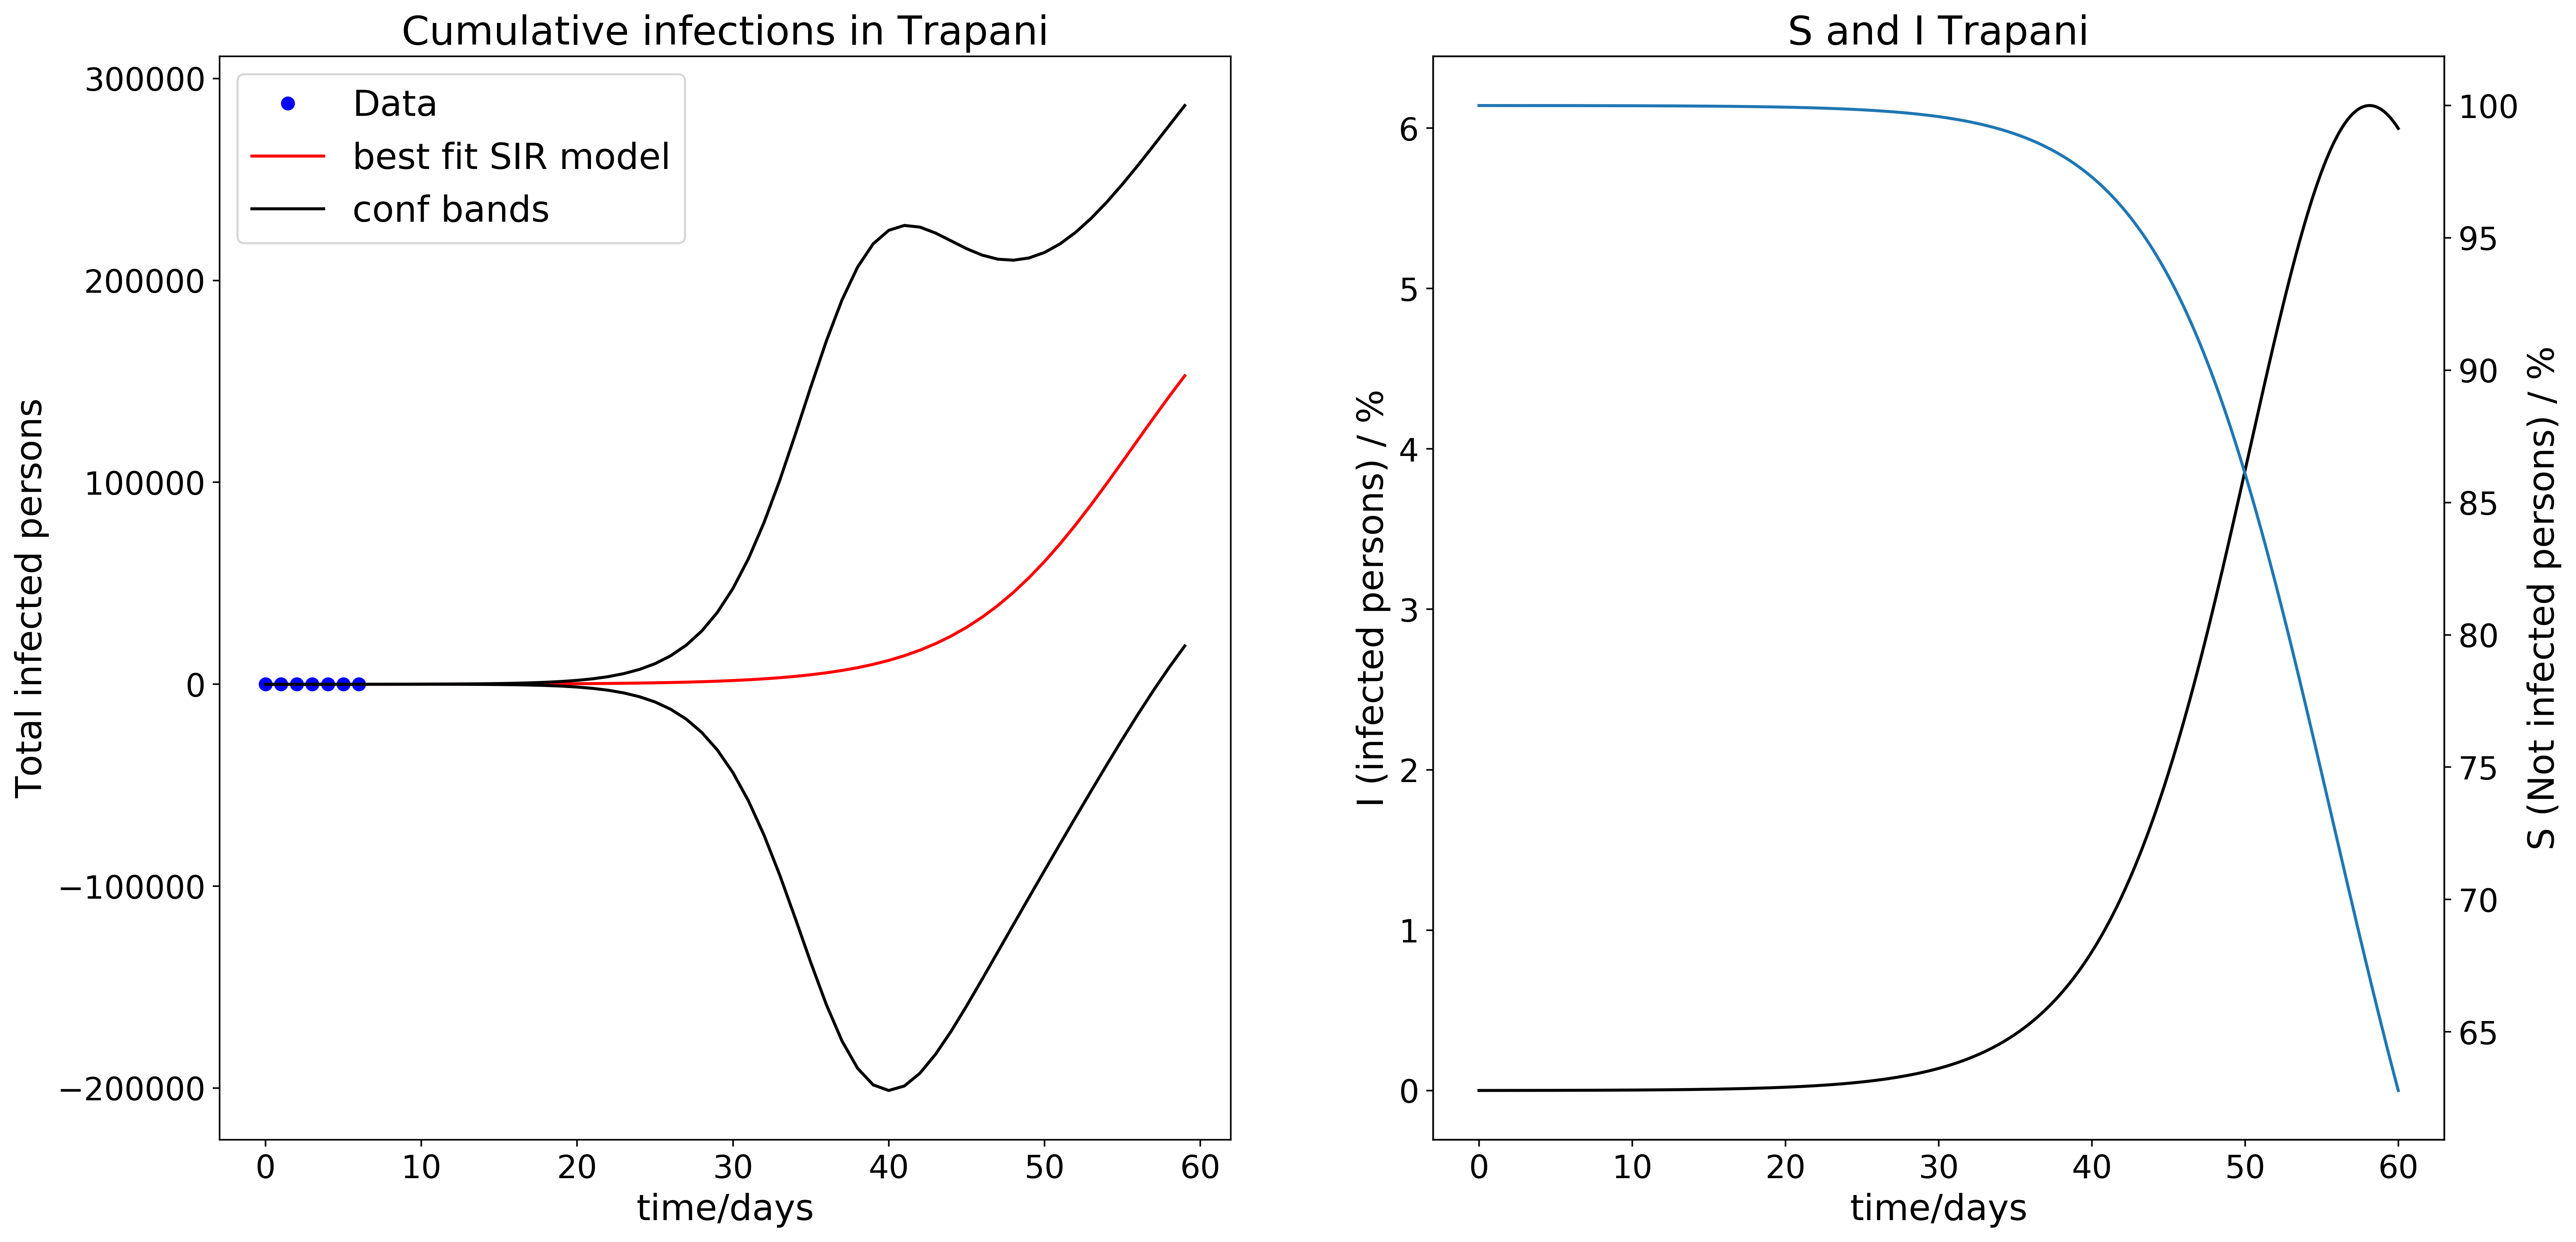 Cumulative infections in Trapani
Total infected persons
300000
200000
100000
0
−100000
−200000
Data
best fit SIR model
conf bands
0 10 20 30 40 50 60
time/days
S and I Trapani
I (infected persons) / %
6
5
4
3
2
1
0
100
95
90
85
80
75
70
65
S (Not infected persons) / %
0 10 20 30 40 50 60
time/days